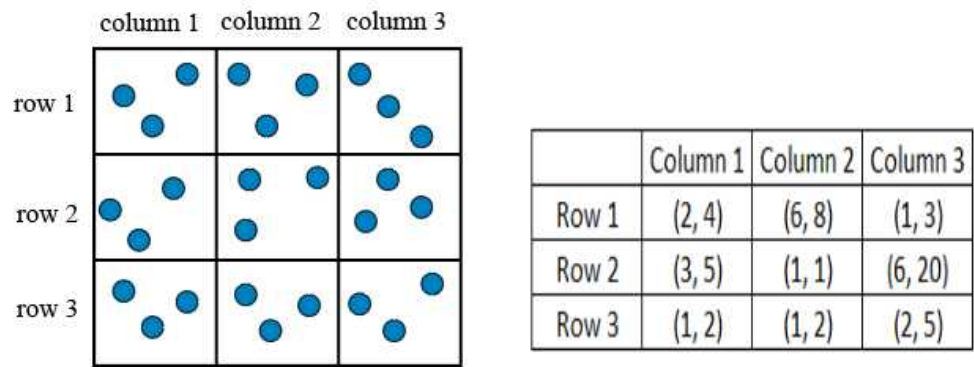 column 1 column 2 column 3
row 1
row 2
row 3
Column 1 Column 2 Column 3
Row 1 (2, 4) (6, 8) (1, 3)
Row 2 (3, 5) (1, 1) (6, 20)
Row 3 (1, 2) (1, 2) (2, 5)